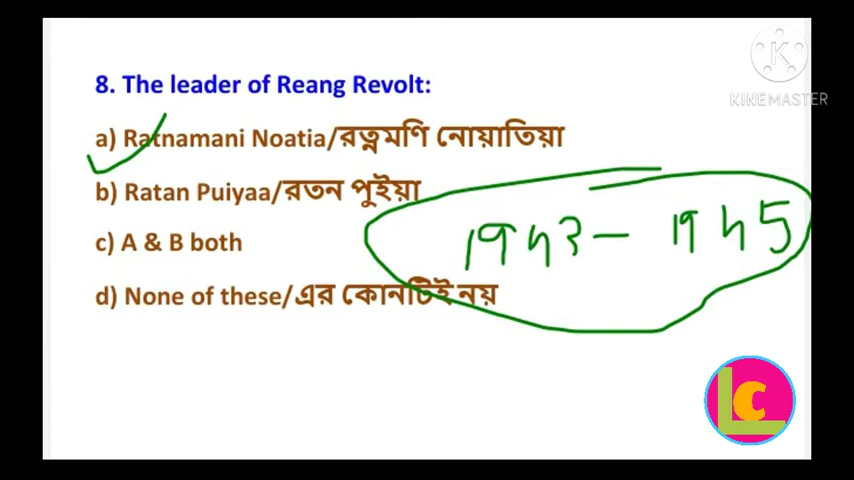 8. The leader of Reang Revolt:
a) Ratnamani Noatia/রত্নমণি নোয়াতিয়া
b) Ratan Puiyaa/রতন পুইয়া
c) A & B both
d) None of these/এর কোনটিই নয়
1943 - 1945
K
KINEMASTER
LC